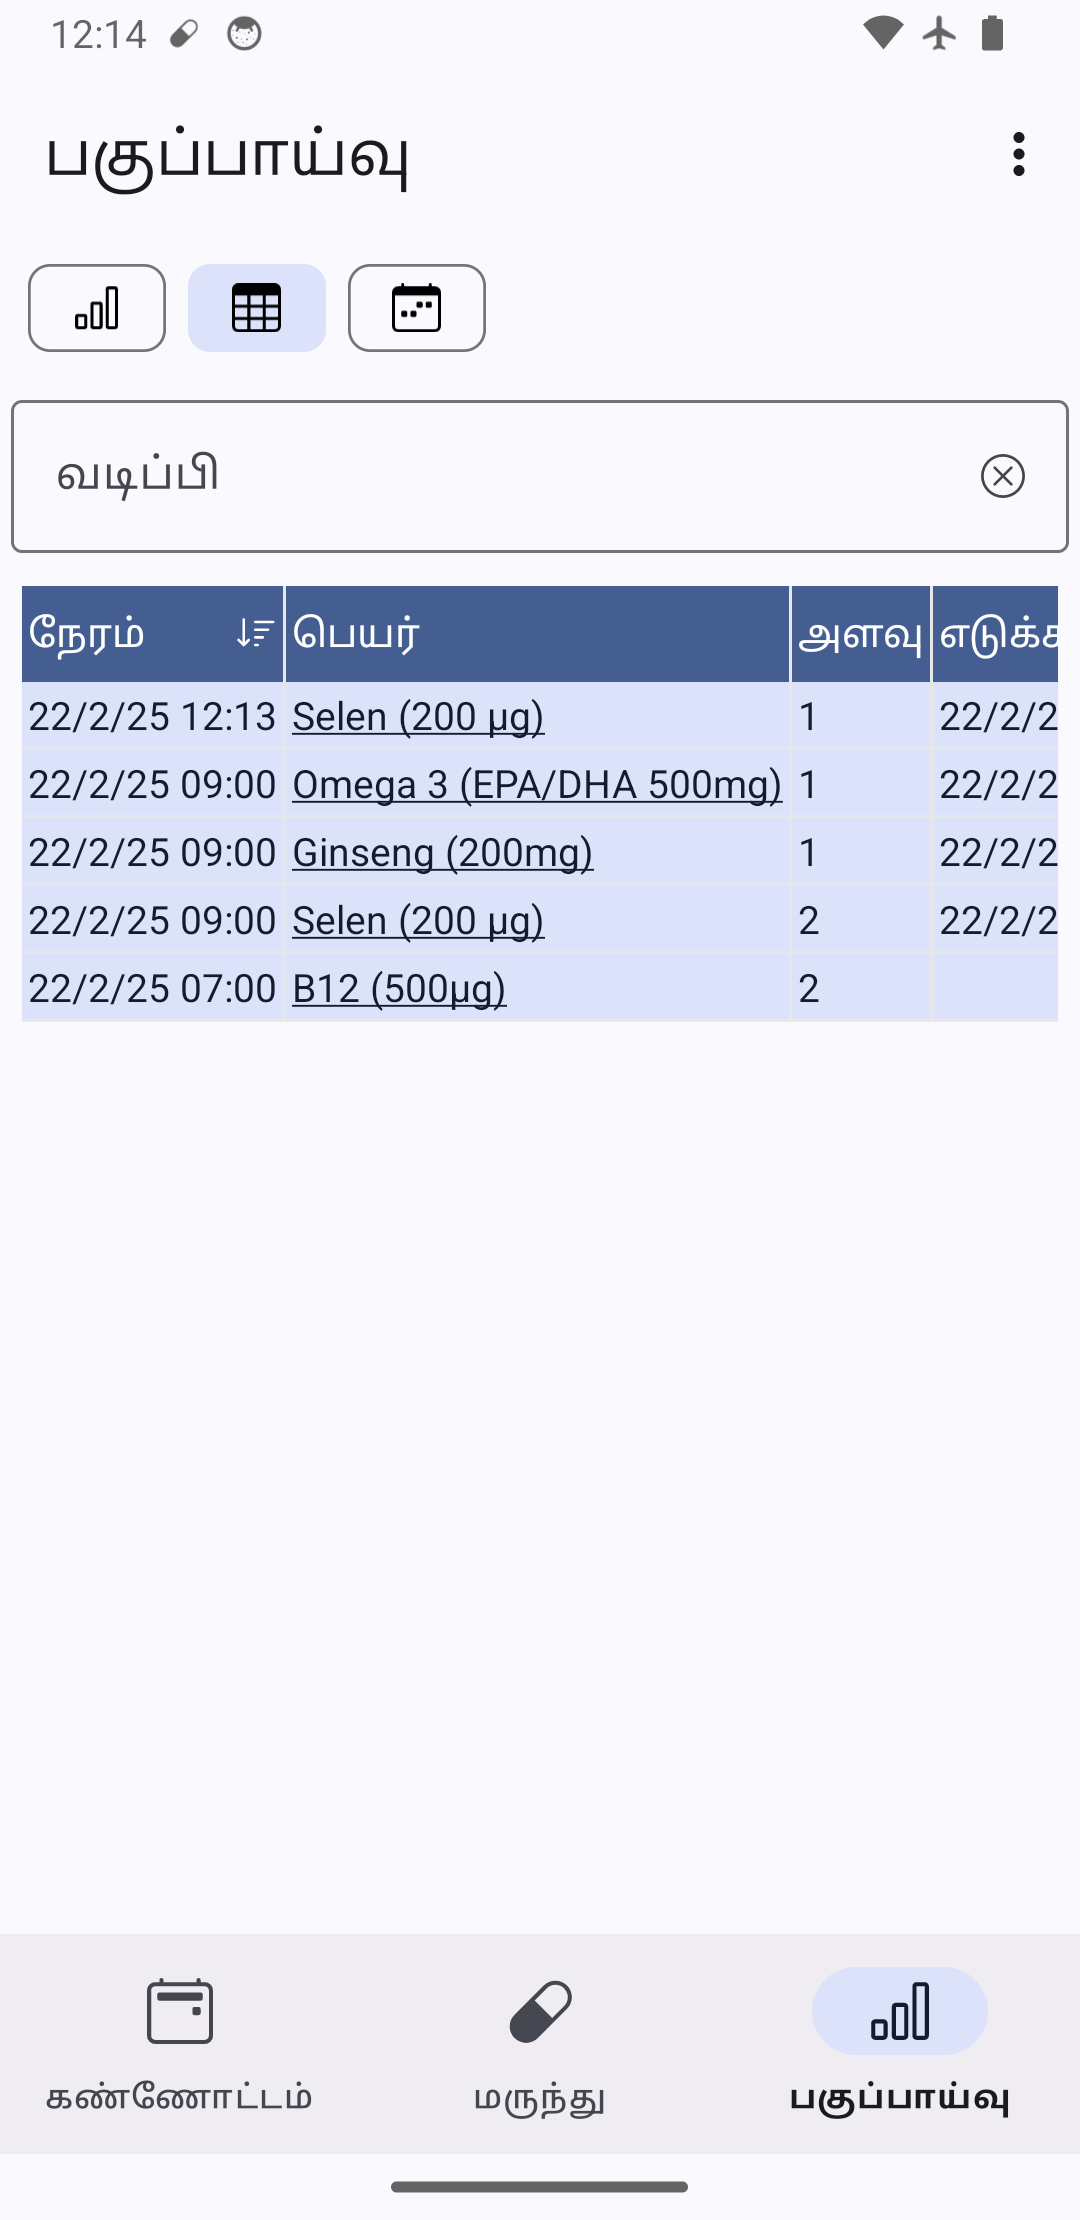 12:14
பகுப்பாய்வு
வடிப்பி
நேரம் பெயர் அளவு எடுக்க
22/2/25 12:13 Selen (200 µg) 1 22/2/2
22/2/25 09:00 Omega 3 (EPA/DHA 500mg) 1 22/2/2
22/2/25 09:00 Ginseng (200mg) 1 22/2/2
22/2/25 09:00 Selen (200 µg) 2 22/2/2
22/2/25 07:00 B12 (500µg) 2
கண்ணோட்டம் மருந்து பகுப்பாய்வு